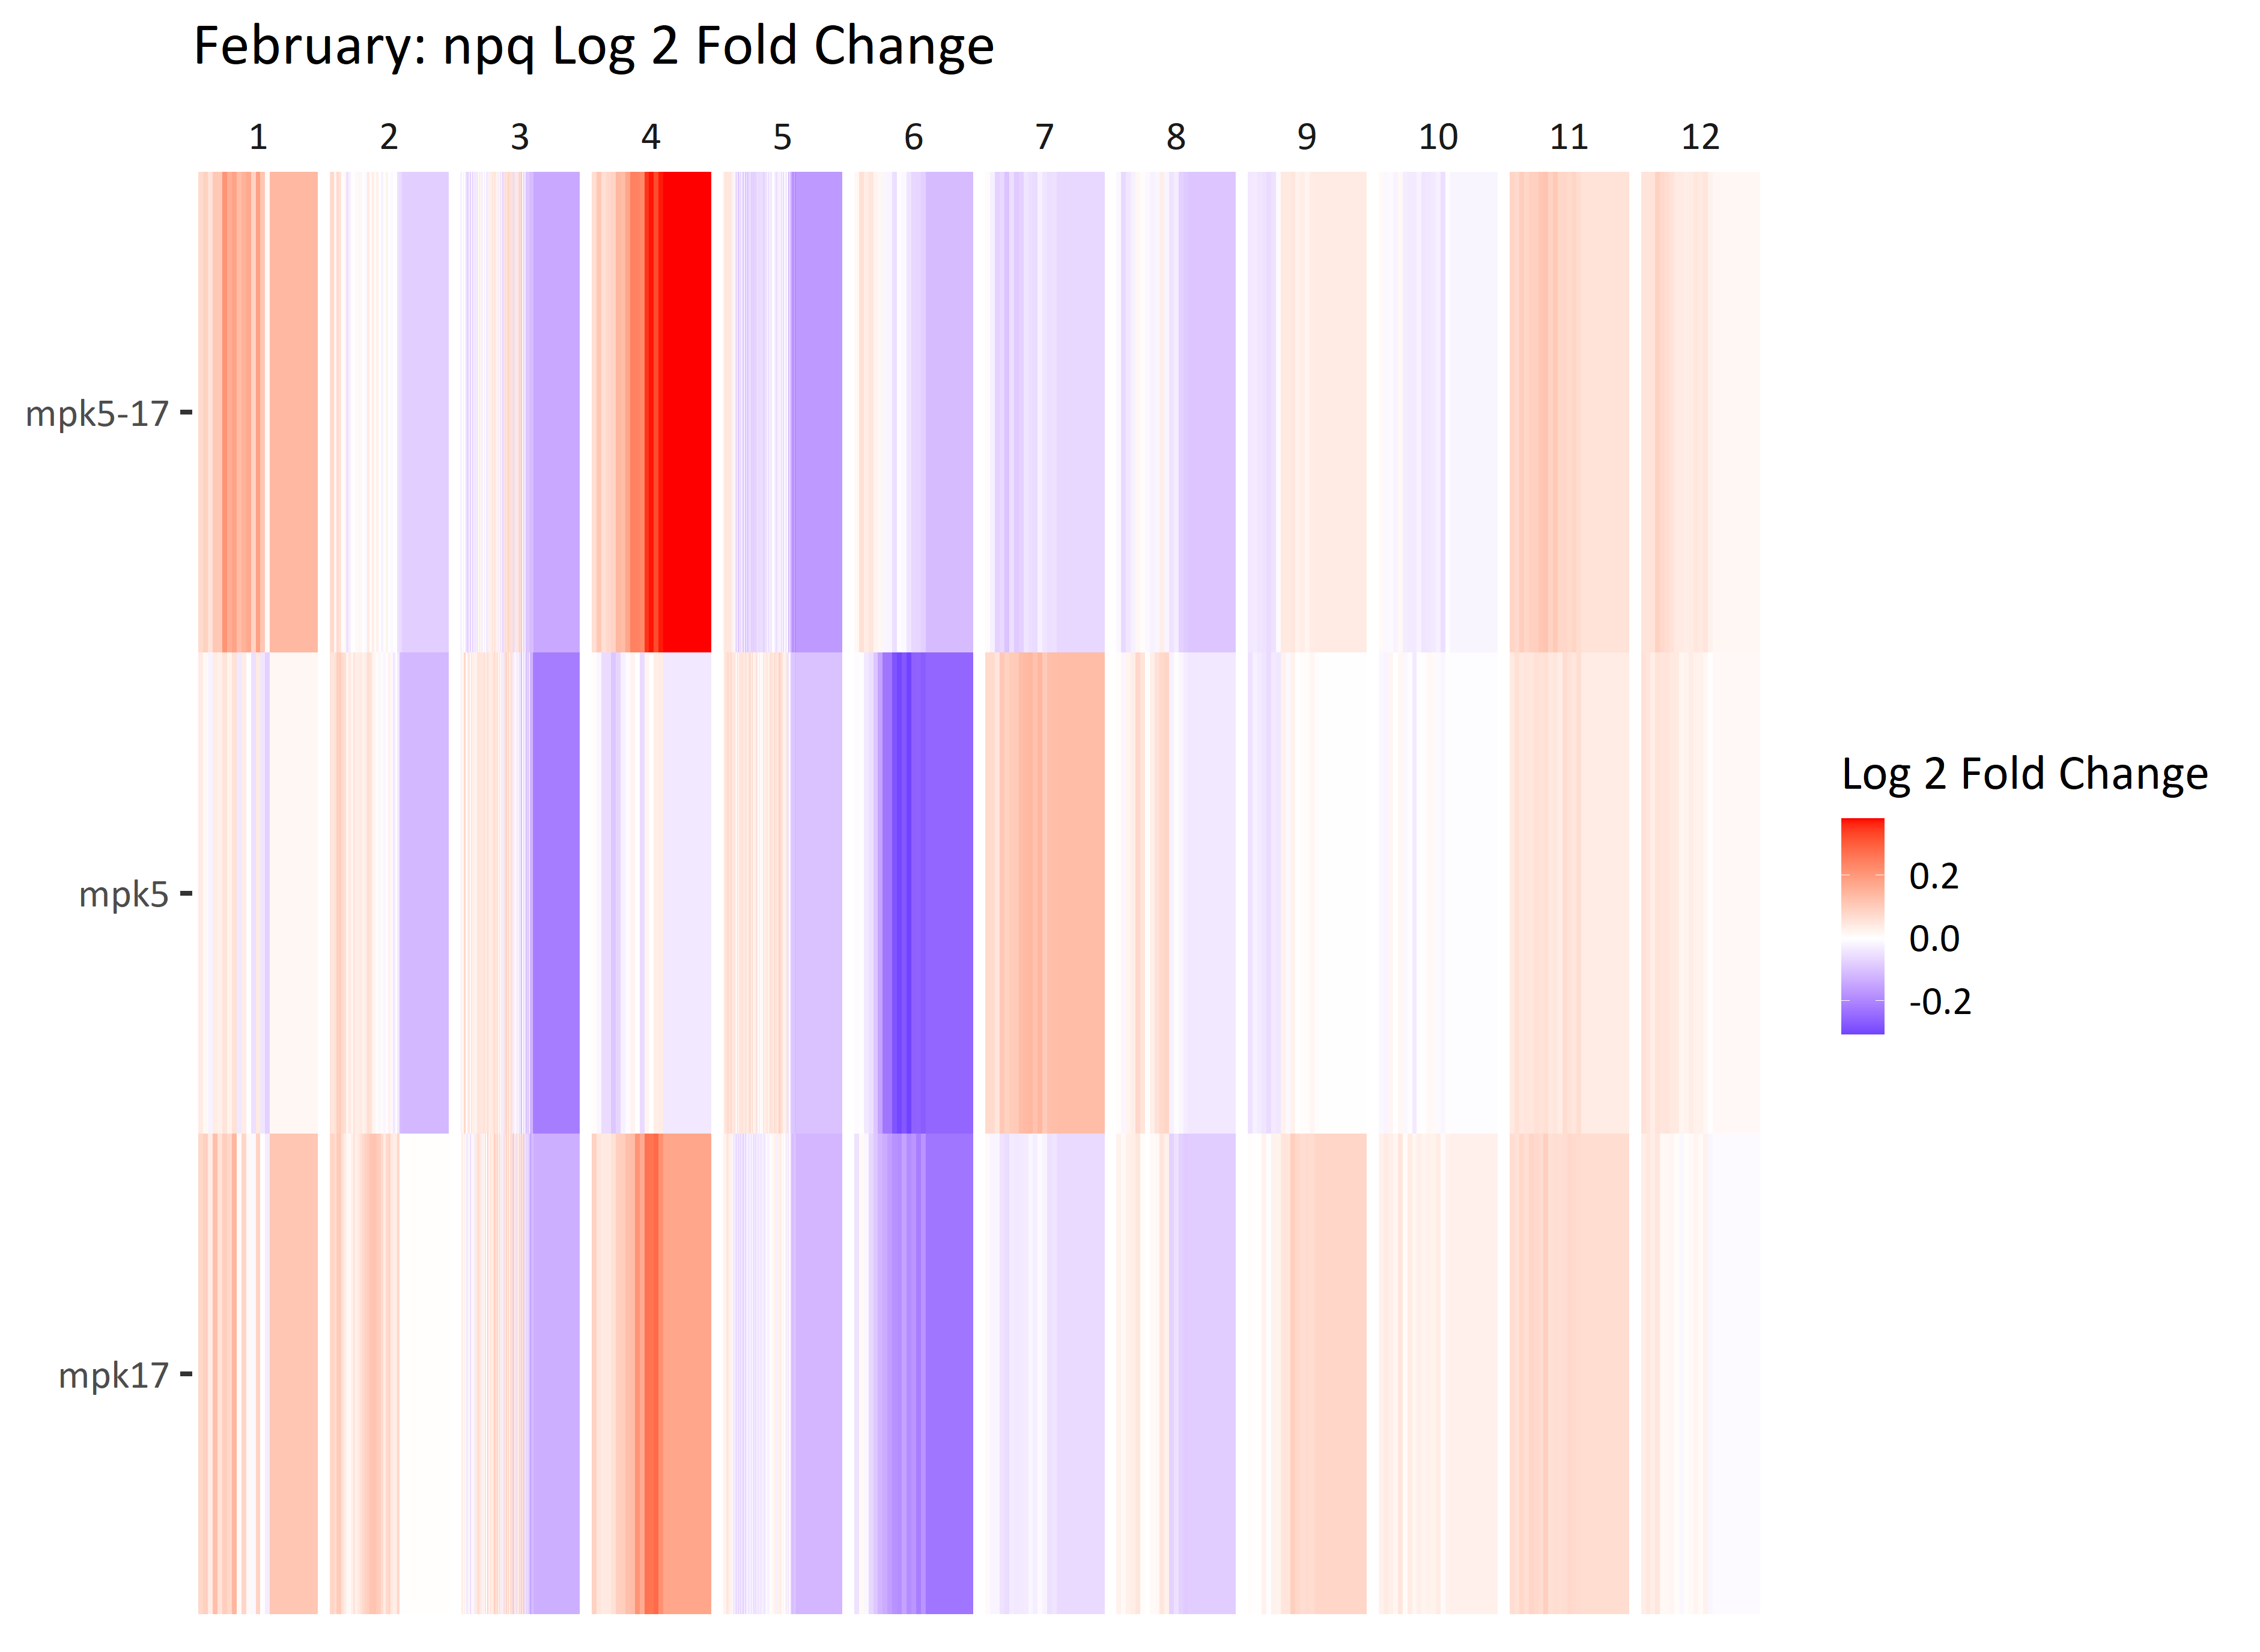 February: npq Log 2 Fold Change
1 2 3 4 5 6 7 8 9 10 11 12
mpk5-17
mpk5
mpk17
Log 2 Fold Change
0.2
0.0
-0.2